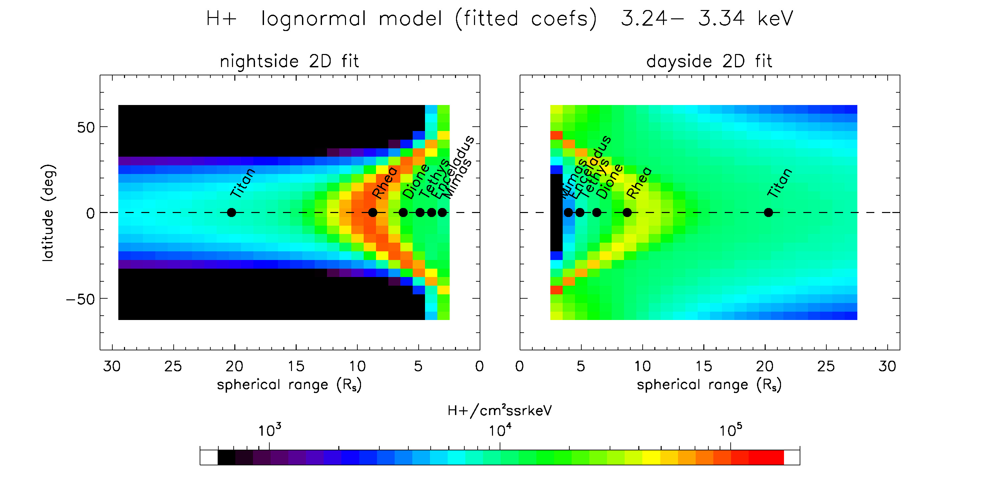 H+ lognormal model (fitted coefs) 3.24– 3.34 keV
nightside 2D fit
dayside 2D fit
latitude (deg)
50
0
−50
Titan
Rhea
Dione
Tethys
Enceladus
Mimas
Mimas
Enceladus
Tethys
Dione
Rhea
Titan
30 25 20 15 10 5 0
0 5 10 15 20 25 30
spherical range (Rs)
spherical range (Rs)
H+/cm²ssrkeV
10³ 10⁴ 10⁵